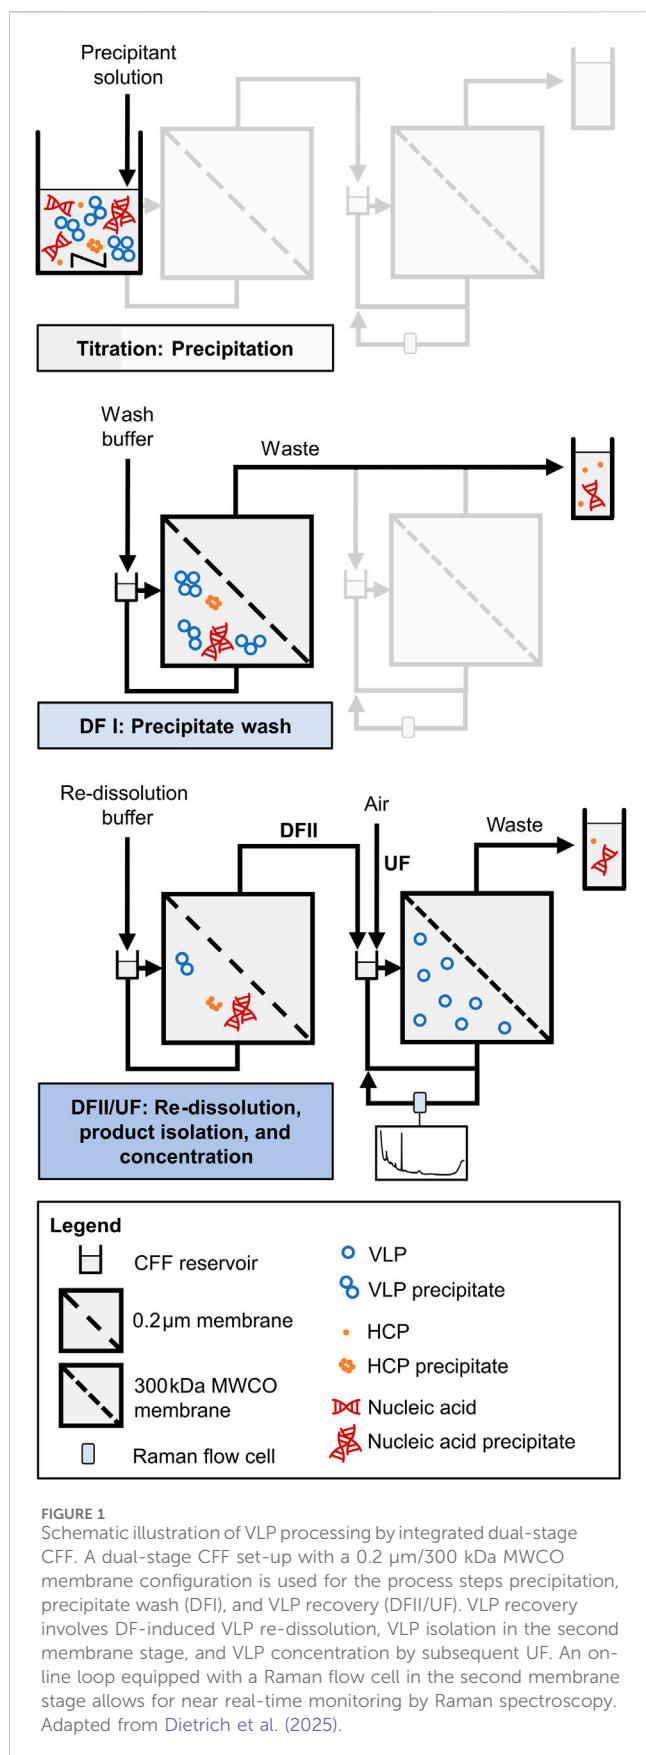 Precipitant
solution
Titration: Precipitation
Wash
buffer
Waste
DF I: Precipitate wash
Re-dissolution
buffer
DFII
Air
UF
Waste
DFII/UF: Re-dissolution,
product isolation, and
concentration
Legend
CFF reservoir
0.2µm membrane
300kDa MWCO
membrane
Raman flow cell
VLP
VLP precipitate
HCP
HCP precipitate
Nucleic acid
Nucleic acid precipitate
FIGURE 1
Schematic illustration of VLP processing by integrated dual-stage
CFF. A dual-stage CFF set-up with a 0.2 µm/300 kDa MWCO
membrane configuration is used for the process steps precipitation,
precipitate wash (DFI), and VLP recovery (DFII/UF). VLP recovery
involves DF-induced VLP re-dissolution, VLP isolation in the second
membrane stage, and VLP concentration by subsequent UF. An on-
line loop equipped with a Raman flow cell in the second membrane
stage allows for near real-time monitoring by Raman spectroscopy.
Adapted from Dietrich et al. (2025).